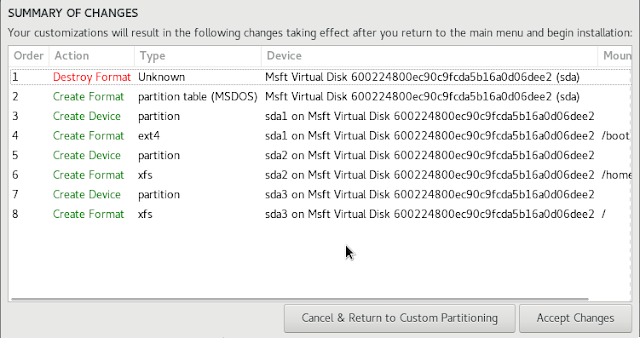 SUMMARY OF CHANGES
Your customizations will result in the following changes taking effect after you return to the main menu and begin installation:
Order Action Type Device Moun
1 Destroy Format Unknown Msft Virtual Disk 600224800ec90c9fcda5b16a0d06dee2 (sda)
2 Create Format partition table (MSDOS) Msft Virtual Disk 600224800ec90c9fcda5b16a0d06dee2 (sda)
3 Create Device partition sda1 on Msft Virtual Disk 600224800ec90c9fcda5b16a0d06dee2
4 Create Format ext4 sda1 on Msft Virtual Disk 600224800ec90c9fcda5b16a0d06dee2 /boot
5 Create Device partition sda2 on Msft Virtual Disk 600224800ec90c9fcda5b16a0d06dee2
6 Create Format xfs sda2 on Msft Virtual Disk 600224800ec90c9fcda5b16a0d06dee2 /home
7 Create Device partition sda3 on Msft Virtual Disk 600224800ec90c9fcda5b16a0d06dee2
8 Create Format xfs sda3 on Msft Virtual Disk 600224800ec90c9fcda5b16a0d06dee2 /
Cancel & Return to Custom Partitioning Accept Changes